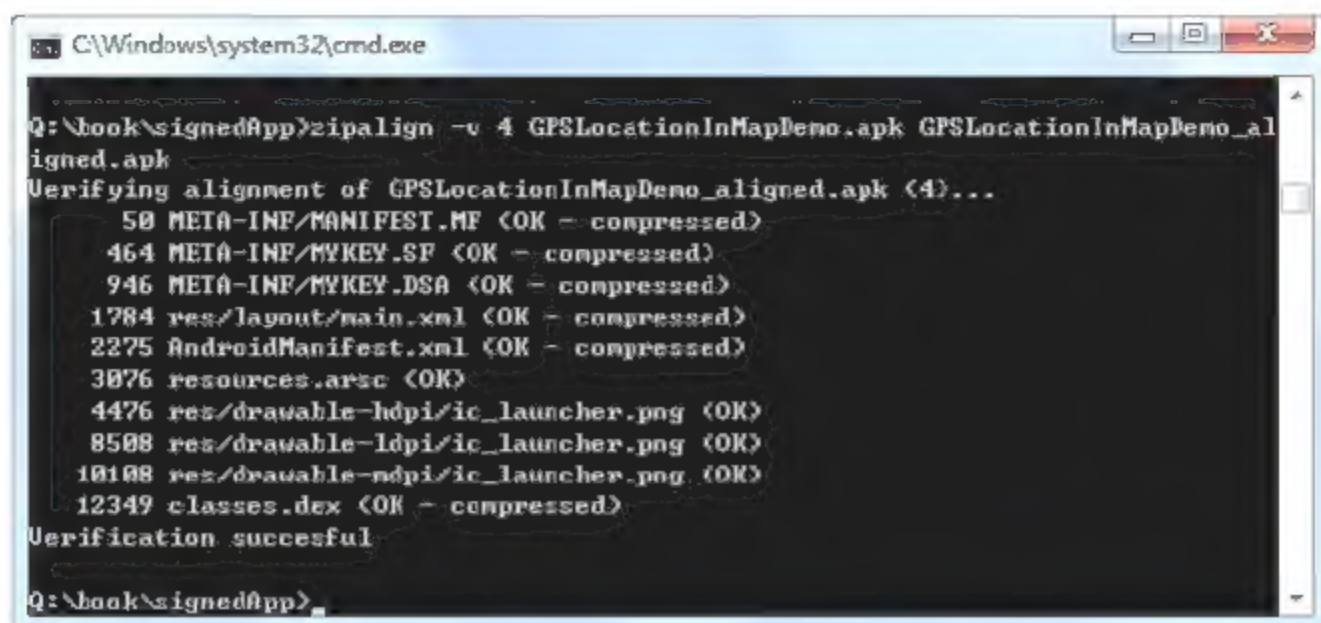 C:\Windows\system32\cmd.exe
Q:\book\signedApp>zipalign -v 4 GPSLocationInMapDemo.apk GPSLocationInMapDemo_al
igned.apk
Verifying alignment of GPSLocationInMapDemo_aligned.apk (4)...
50 META-INF/MANIFEST.MF (OK - compressed)
464 META-INF/MYKEY.SF (OK - compressed)
946 META-INF/MYKEY.DSA (OK - compressed)
1784 res/layout/main.xml (OK - compressed)
2275 AndroidManifest.xml (OK - compressed)
3076 resources.arsc (OK)
4476 res/drawable-hdpi/ic_launcher.png (OK)
8508 res/drawable-ldpi/ic_launcher.png (OK)
10108 res/drawable-mdpi/ic_launcher.png (OK)
12349 classes.dex (OK - compressed)
Verification succesful
Q:\book\signedApp>_